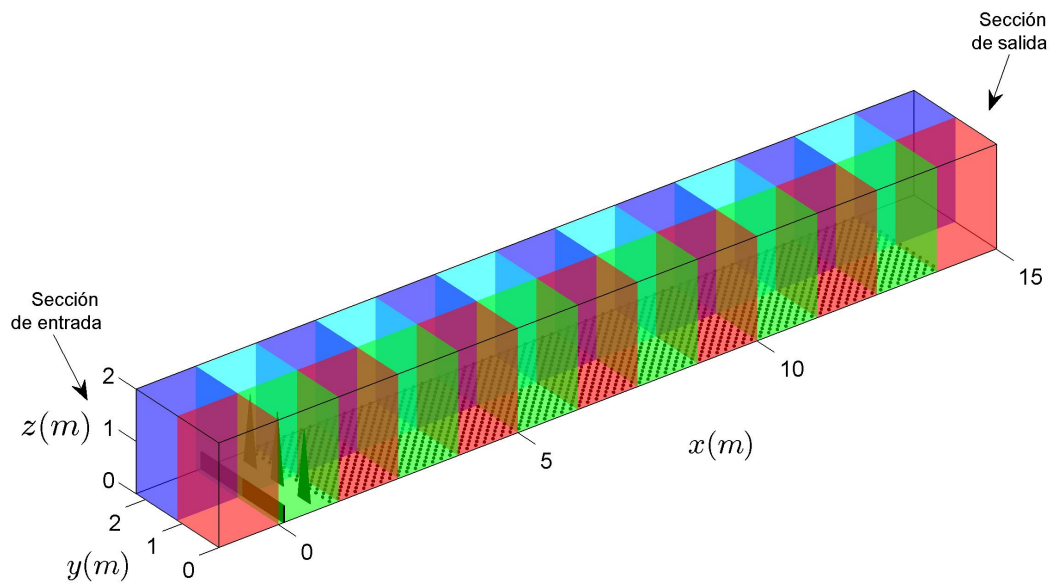 Sección
de salida
Sección
de entrada
2
z(m)
1
0
2
1
y(m)
0
0
5
x(m)
10
15